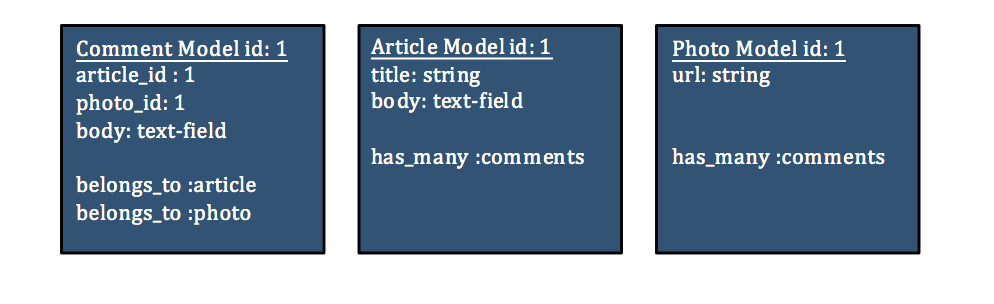 Comment Model id: 1
article_id : 1
photo_id: 1
body: text-field
belongs_to :article
belongs_to :photo
Article Model id: 1
title: string
body: text-field
has_many :comments
Photo Model id: 1
url: string
has_many :comments